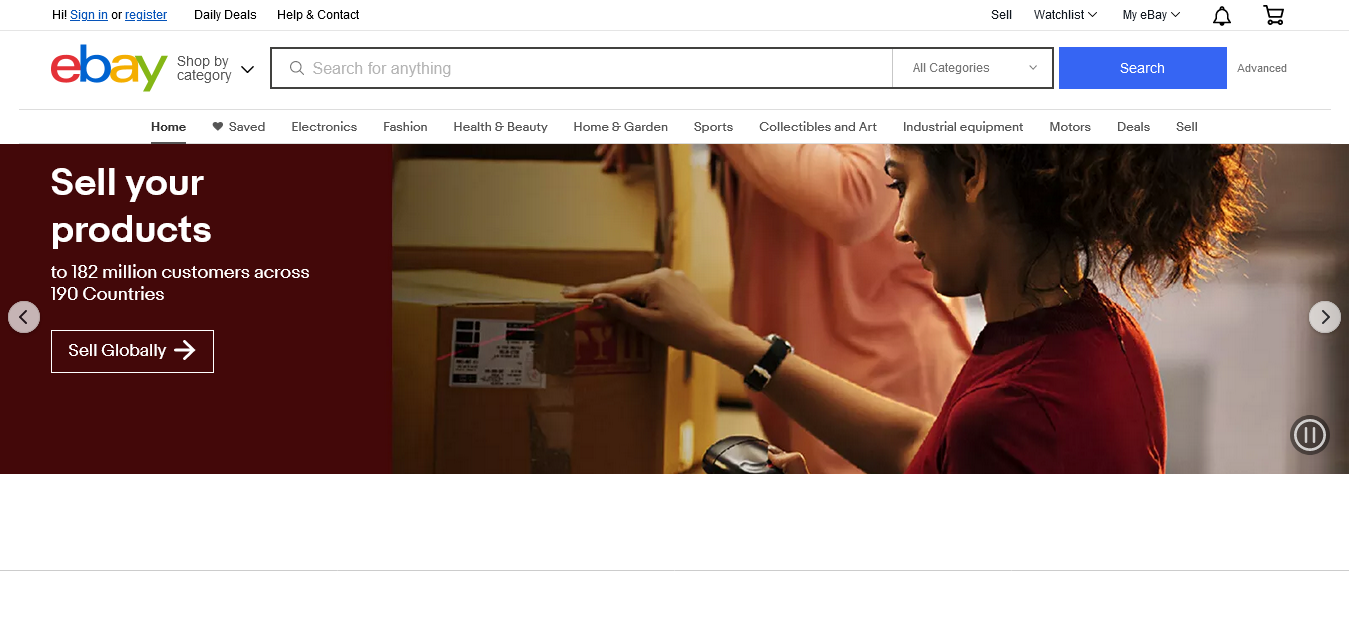 Hi! Sign in or register Daily Deals Help & Contact Sell Watchlist My eBay
ebay Shop by category Search for anything All Categories Search Advanced
Home Saved Electronics Fashion Health & Beauty Home & Garden Sports Collectibles and Art Industrial equipment Motors Deals Sell
Sell your
products
to 182 million customers across
190 Countries
Sell Globally